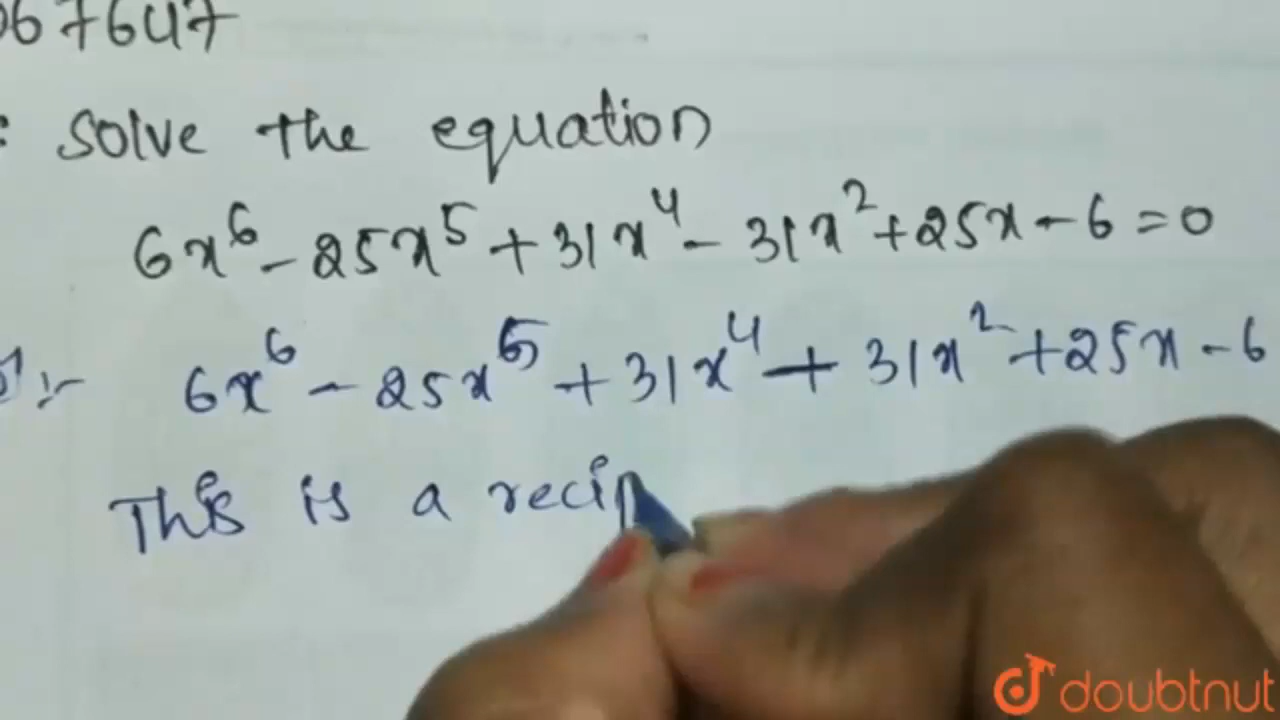 067647
: solve the equation
6x⁶ - 25x⁵ + 31x⁴ - 31x² + 25x - 6 = 0
:- 6x⁶ - 25x⁵ + 31x⁴ + 31x² + 25x - 6
This is a recip
doubtnut